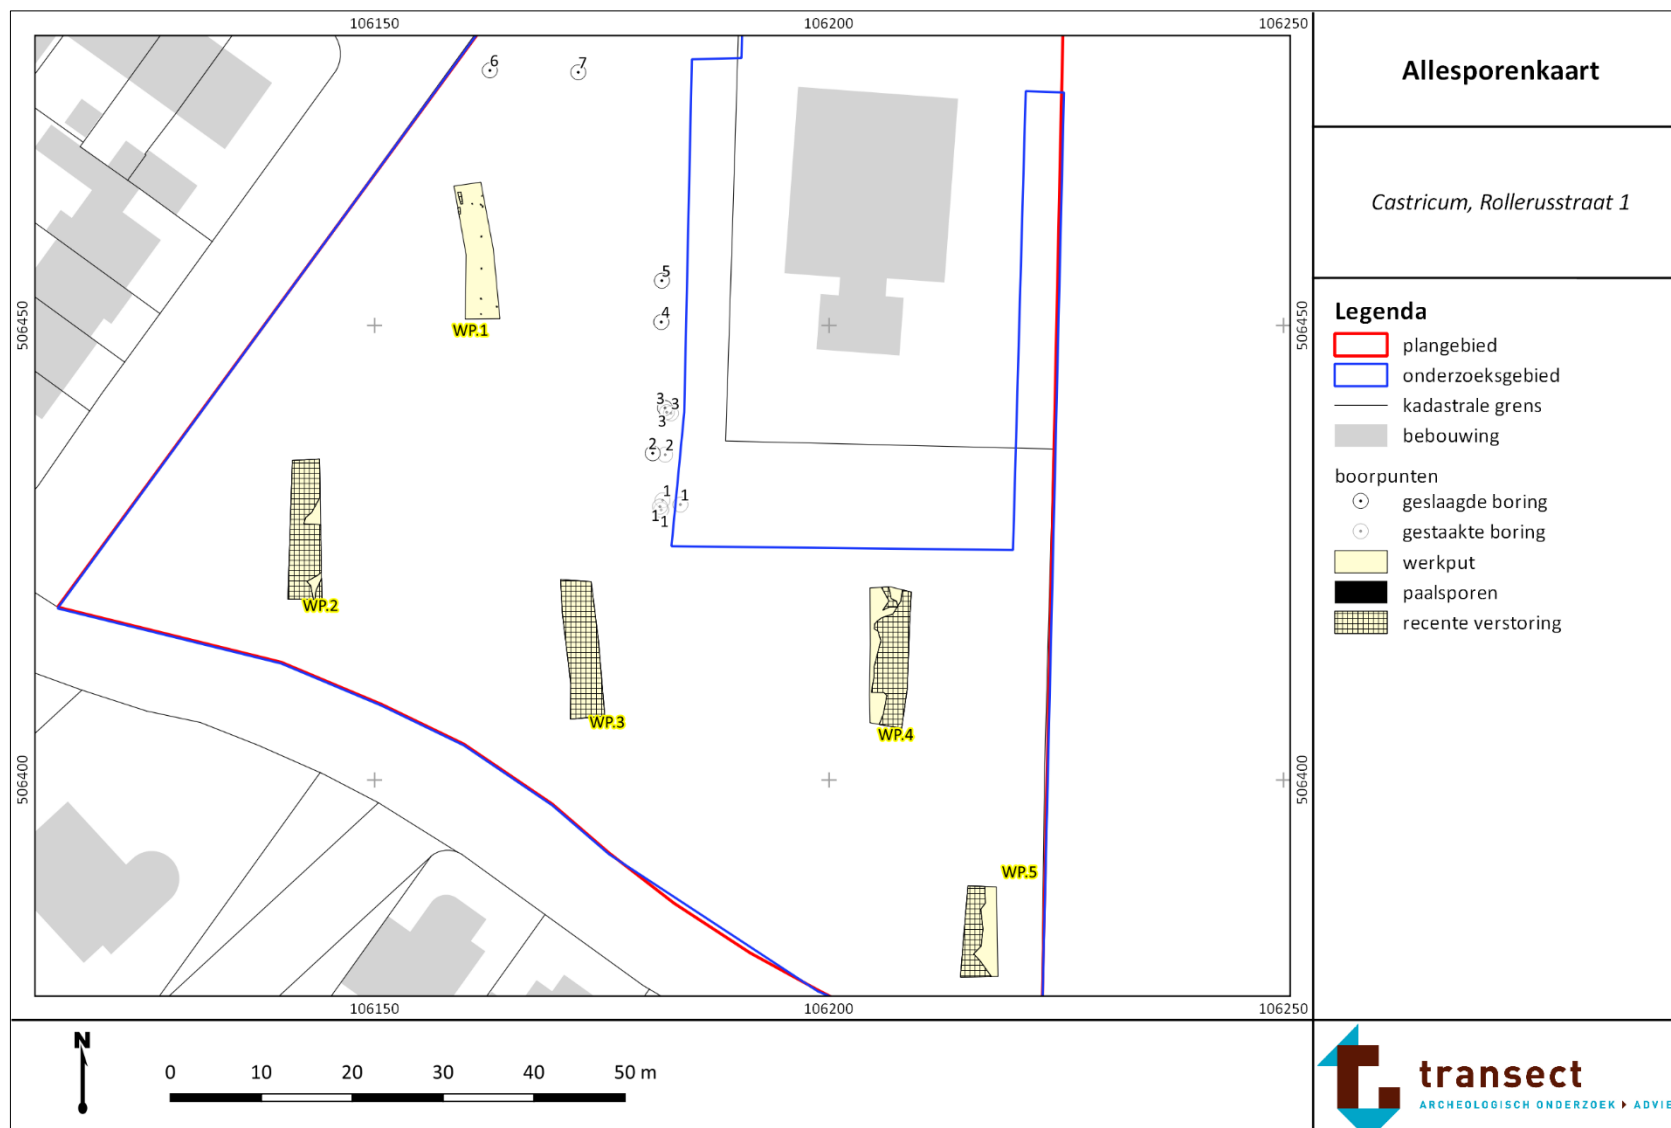 106150
106200
106250
Allesporenkaart
Castricum, Rollerusstraat 1
6
7
5
4
506450
506450
WP.1
3
3
3
2
2
1
1
1
1
WP.2
WP.3
WP.4
506400
506400
WP.5
106150
106200
106250
Legenda
plangebied
onderzoeksgebied
kadastrale grens
bebouwing
boorpunten
geslaagde boring
gestaakte boring
werkput
paalsporen
recente verstoring
N
0 10 20 30 40 50 m
transect
ARCHEOLOGISCH ONDERZOEK ▶ ADVIE